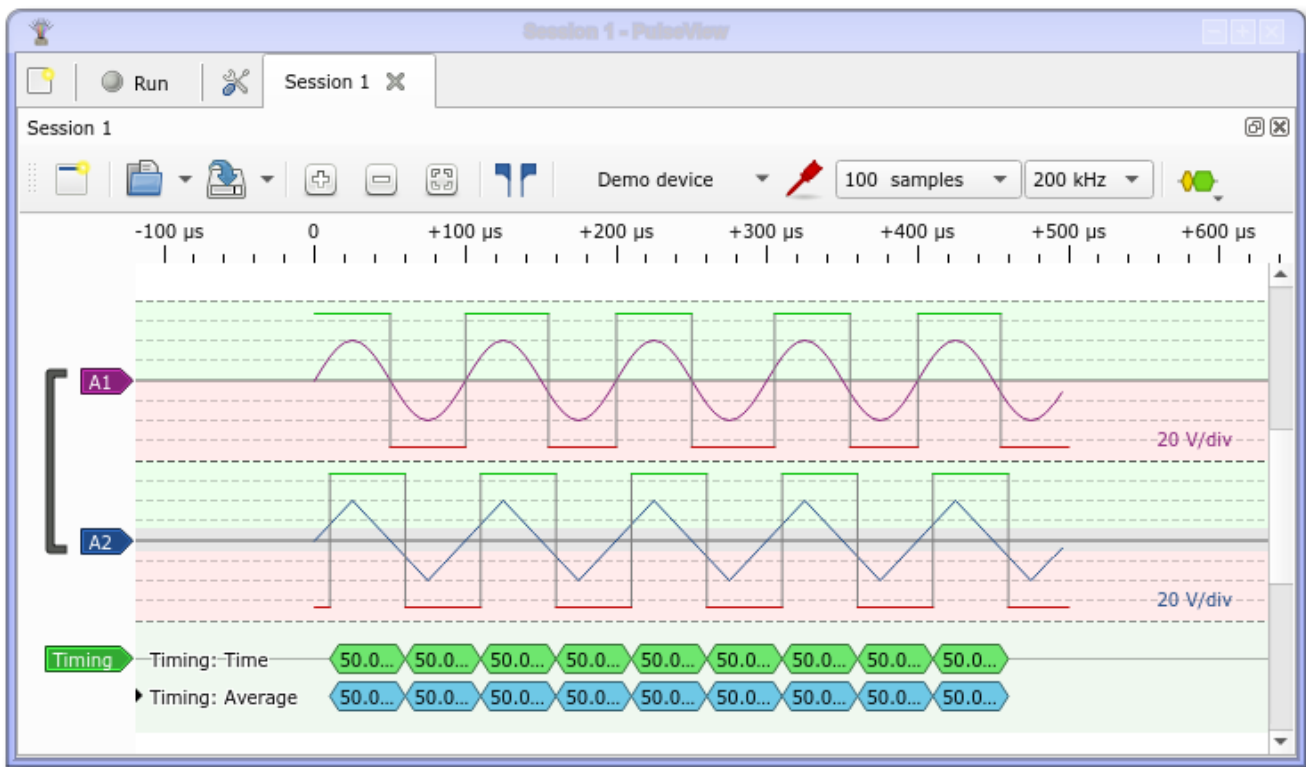 Session 1 - PulseView
Run
Session 1
Session 1
Demo device 100 samples 200 kHz
-100 µs 0 +100 µs +200 µs +300 µs +400 µs +500 µs +600 µs
A1
20 V/div
A2
20 V/div
Timing Timing: Time 50.0... 50.0... 50.0... 50.0... 50.0... 50.0... 50.0... 50.0... 50.0...
Timing: Average 50.0... 50.0... 50.0... 50.0... 50.0... 50.0... 50.0... 50.0... 50.0...